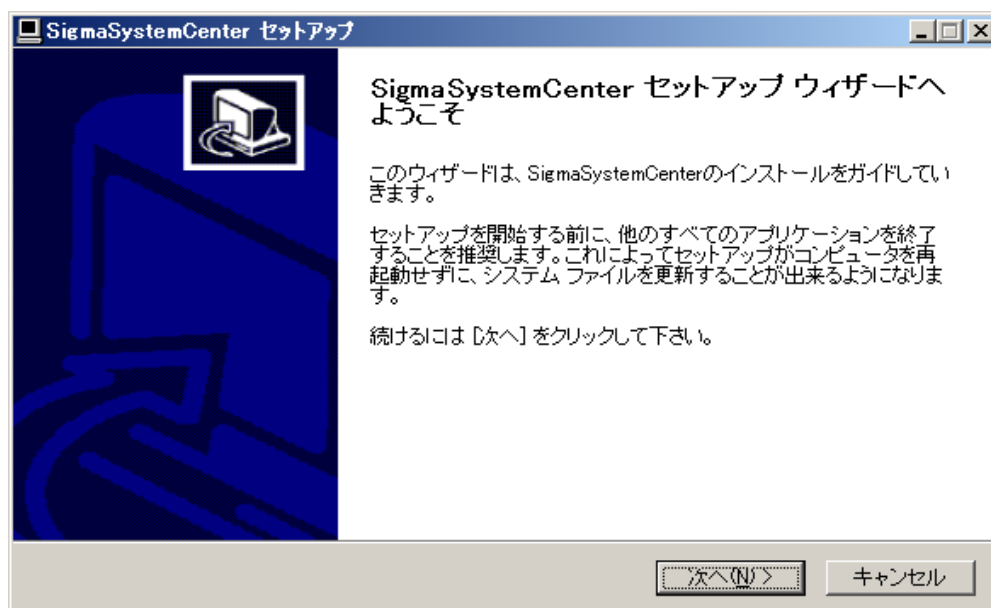 SigmaSystemCenter セットアップ
SigmaSystemCenter セットアップ ウィザードへ
ようこそ
このウィザードは、SigmaSystemCenterのインストールをガイドしてい
きます。
セットアップを開始する前に、他のすべてのアプリケーションを終了
することを推奨します。これによってセットアップがコンピュータを再
起動せずに、システム ファイルを更新することが出来るようになりま
す。
続けるには [次へ] をクリックして下さい。
次へ(N) >
キャンセル